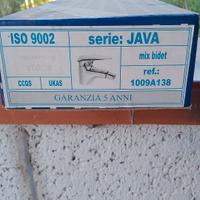 ISO 9002
serie: JAVA
mix bidet
CCQS
UKAS
ref.:
1009A138
GARANZIA 5 ANNI